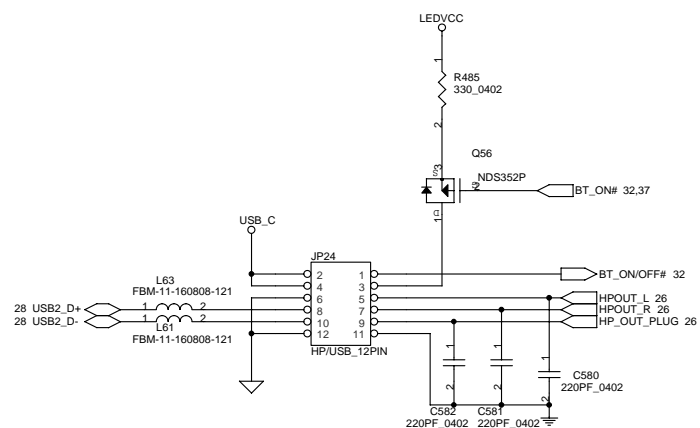 LEDVCC
1
R485
330_0402
2
Q56
S
3
NDS352P
2
BT_ON# 32,37
D
1
USB_C
JP24
2 1
BT_ON/OFF# 32
4 3
6 5
HPOUT_L 26
L63
FBM-11-160808-121
28 USB2_D+ 1 2
8 7
HPOUT_R 26
28 USB2_D- 1 2
10 9
HP_OUT_PLUG 26
L61
FBM-11-160808-121
12 11
HP/USB_12PIN
1 1 1
C580
220PF_0402
2 2 2
C582
220PF_0402
C581
220PF_0402